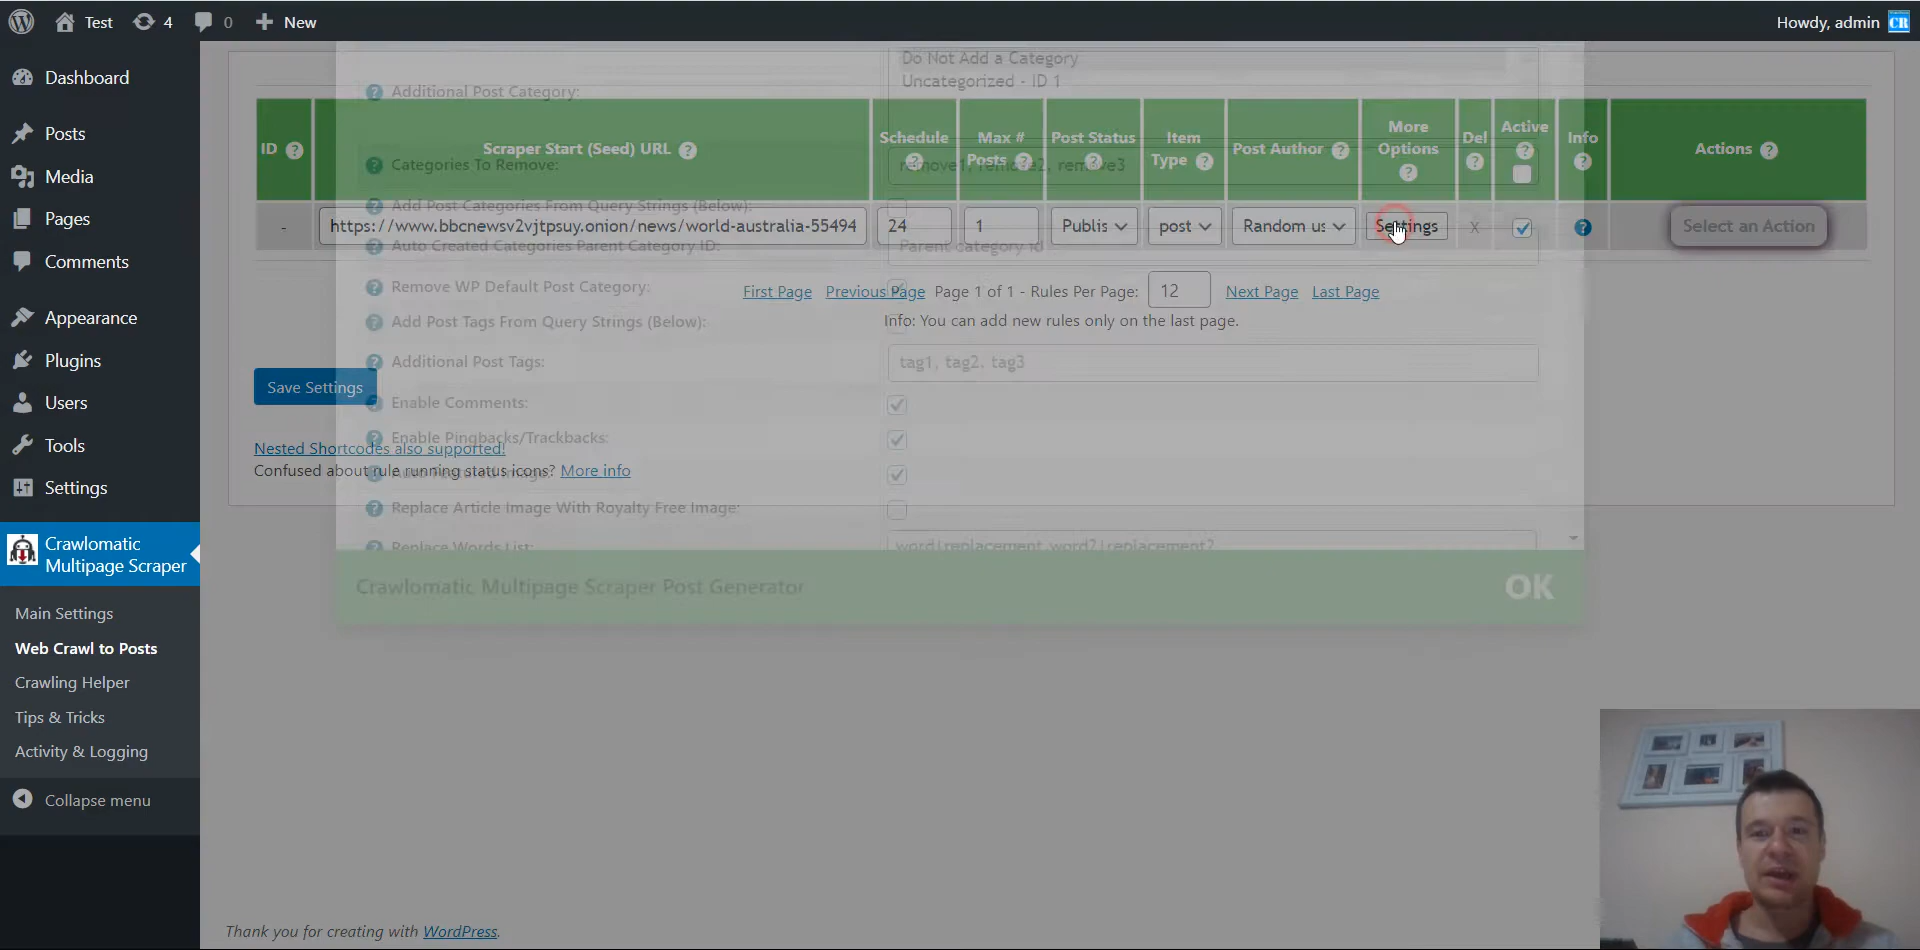 Test
4
0
New
Howdy, admin
CR
Dashboard
Posts
Media
Pages
Comments
Appearance
Plugins
Users
Tools
Settings
Crawlomatic
Multipage Scraper
Main Settings
Web Crawl to Posts
Crawling Helper
Tips & Tricks
Activity & Logging
Collapse menu
Do Not Add a Category
Uncategorized - ID 1
Additional Post Category:
ID ?
Scraper Start (Seed) URL ?
Schedule ?
Max # Posts ?
Post Status ?
Item Type ?
Post Author ?
More Options ?
Del ?
Active ?
Info ?
Actions ?
Categories To Remove:
remove1, remove2, remove3
Add Post Categories From Query Strings (Below):
-
https://www.bbcnewsv2vjtpsuy.onion/news/world-australia-55494
24
1
Publis
post
Random us
Settings
X
?
Select an Action
Auto Created Categories Parent Category ID:
Parent category id
Remove WP Default Post Category:
First Page Previous Page Page 1 of 1 - Rules Per Page: 12 Next Page Last Page
Add Post Tags From Query Strings (Below):
Info: You can add new rules only on the last page.
Additional Post Tags:
tag1, tag2, tag3
Save Settings
Enable Comments:
Enable Pingbacks/Trackbacks:
Nested Shortcodes also supported!
Confused about rule running status icons? More info
Auto Featured Image:
Replace Article Image With Royalty Free Image:
Replace Words List:
word|replacement word2|replacement2
Crawlomatic Multipage Scraper Post Generator
OK
Thank you for creating with WordPress.